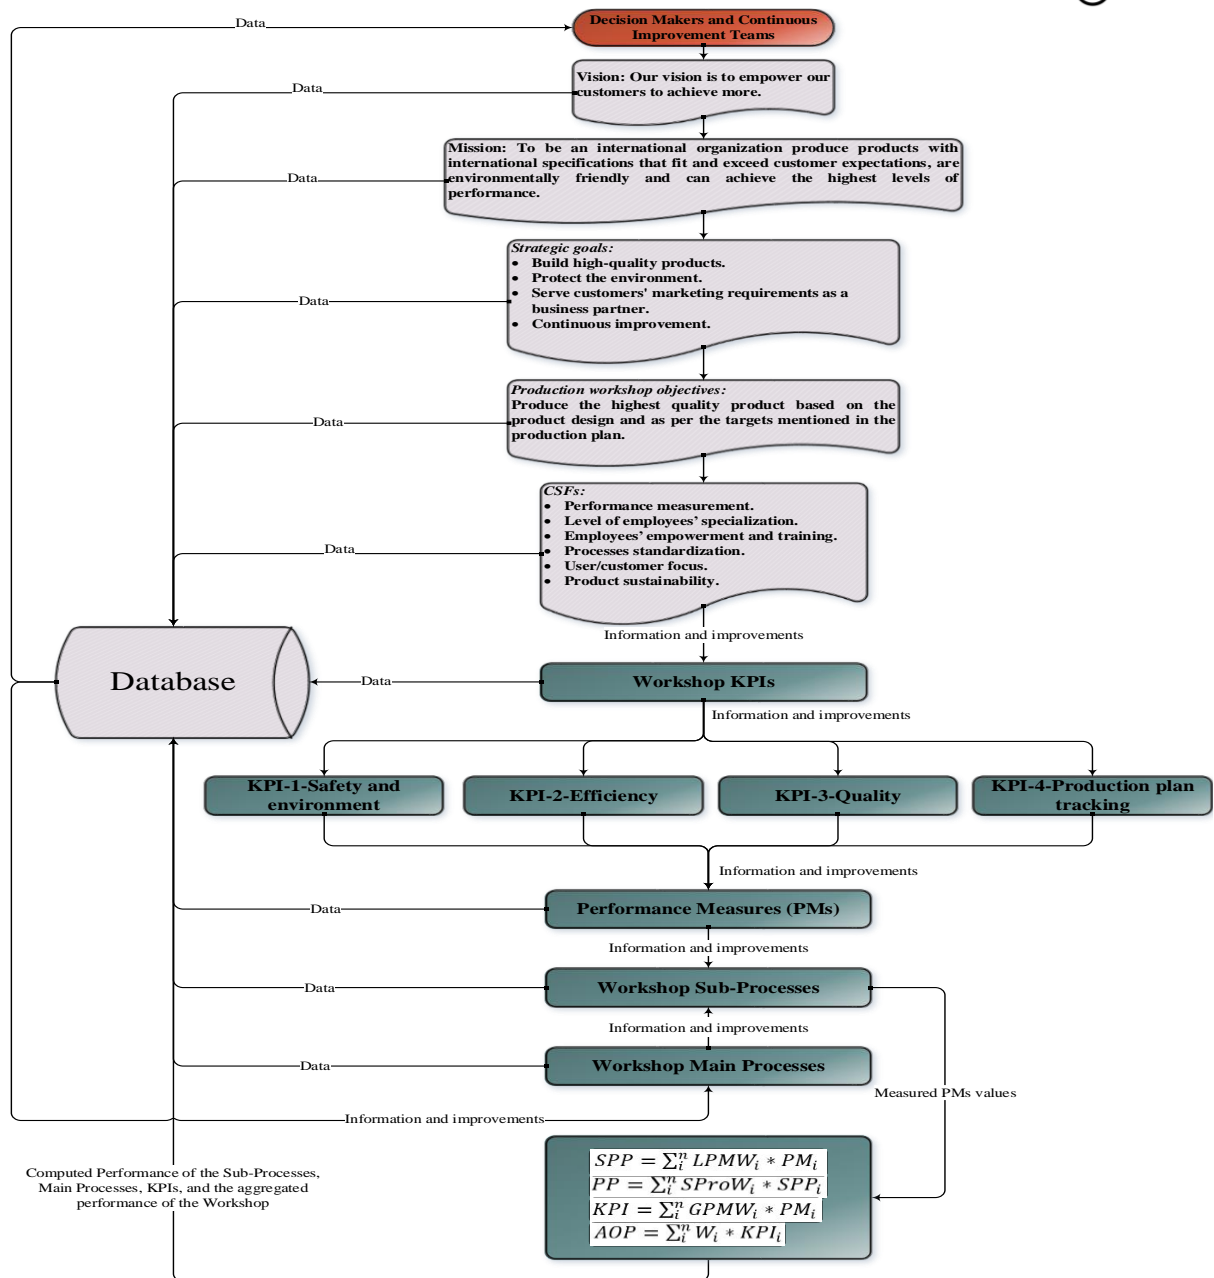 Data
Decision Makers and Continuous
Improvement Teams
Data
Vision: Our vision is to empower our
customers to achieve more.
Data
Mission: To be an international organization produce products with
international specifications that fit and exceed customer expectations, are
environmentally friendly and can achieve the highest levels of
performance.
Data
Strategic goals:
• Build high-quality products.
• Protect the environment.
• Serve customers' marketing requirements as a
business partner.
• Continuous improvement.
Data
Production workshop objectives:
Produce the highest quality product based on the
product design and as per the targets mentioned in the
production plan.
Data
CSFs:
• Performance measurement.
• Level of employees’ specialization.
• Employees’ empowerment and training.
• Processes standardization.
• User/customer focus.
• Product sustainability.
Information and improvements
Database
Data
Workshop KPIs
Information and improvements
KPI-1-Safety and
environment
KPI-2-Efficiency
KPI-3-Quality
KPI-4-Production plan
tracking
Information and improvements
Data
Performance Measures (PMs)
Information and improvements
Data
Workshop Sub-Processes
Information and improvements
Data
Workshop Main Processes
Measured PMs values
Information and improvements
Computed Performance of the Sub-Processes,
Main Processes, KPIs, and the aggregated
performance of the Workshop
SPP = ∑ᵢⁿ LPMWᵢ * PMᵢ
PP = ∑ᵢⁿ SProWᵢ * SPPᵢ
KPI = ∑ᵢⁿ GPMWᵢ * PMᵢ
AOP = ∑ᵢⁿ Wᵢ * KPIᵢ